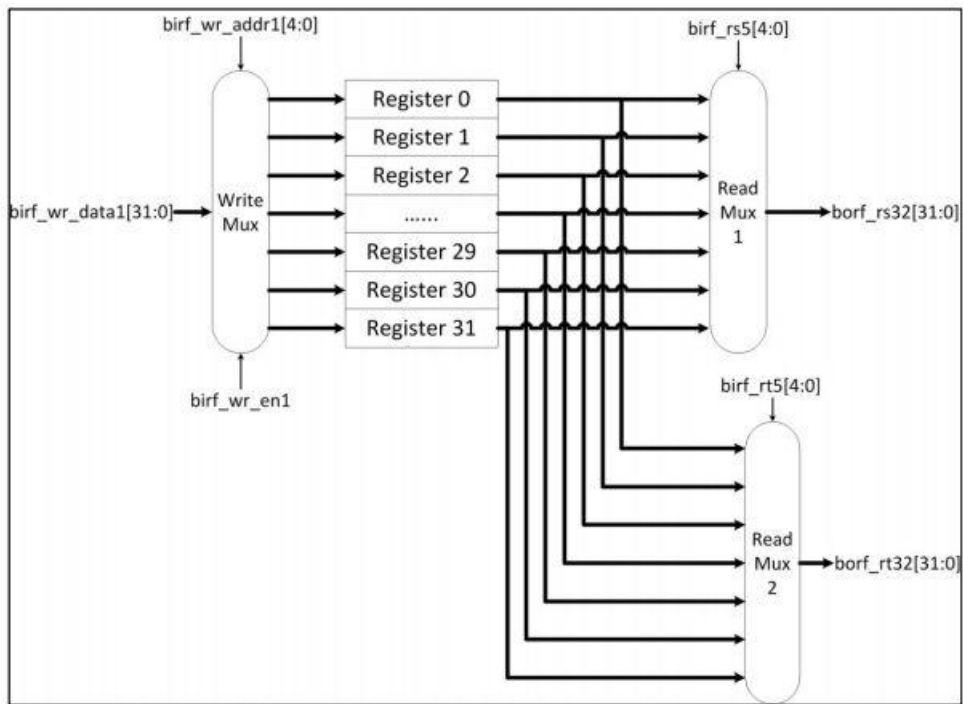 birf_wr_addr1[4:0]
birf_rs5[4:0]
Register 0
Register 1
Register 2
......
Register 29
Register 30
Register 31
birf_wr_data1[31:0]
Write
Mux
birf_wr_en1
Read
Mux
1
borf_rs32[31:0]
birf_rt5[4:0]
Read
Mux
2
borf_rt32[31:0]